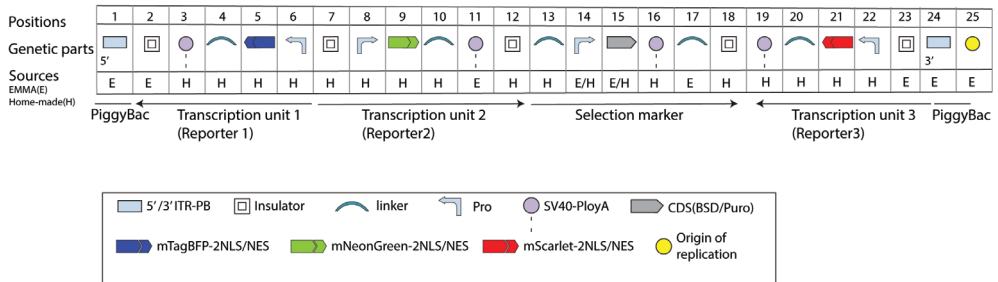 Positions 1 2 3 4 5 6 7 8 9 10 11 12 13 14 15 16 17 18 19 20 21 22 23 24 25
Genetic parts
5’ 3’
Sources E E H H H H H H H H E H H E/H E/H H E H H H H H E E E
EMMA(E)
Home-made(H)
PiggyBac Transcription unit 1 Transcription unit 2 Selection marker Transcription unit 3 PiggyBac
(Reporter 1) (Reporter2) (Reporter3)
5’/3’ ITR-PB Insulator linker Pro SV40-PloyA CDS(BSD/Puro)
mTagBFP-2NLS/NES mNeonGreen-2NLS/NES mScarlet-2NLS/NES Origin of
replication